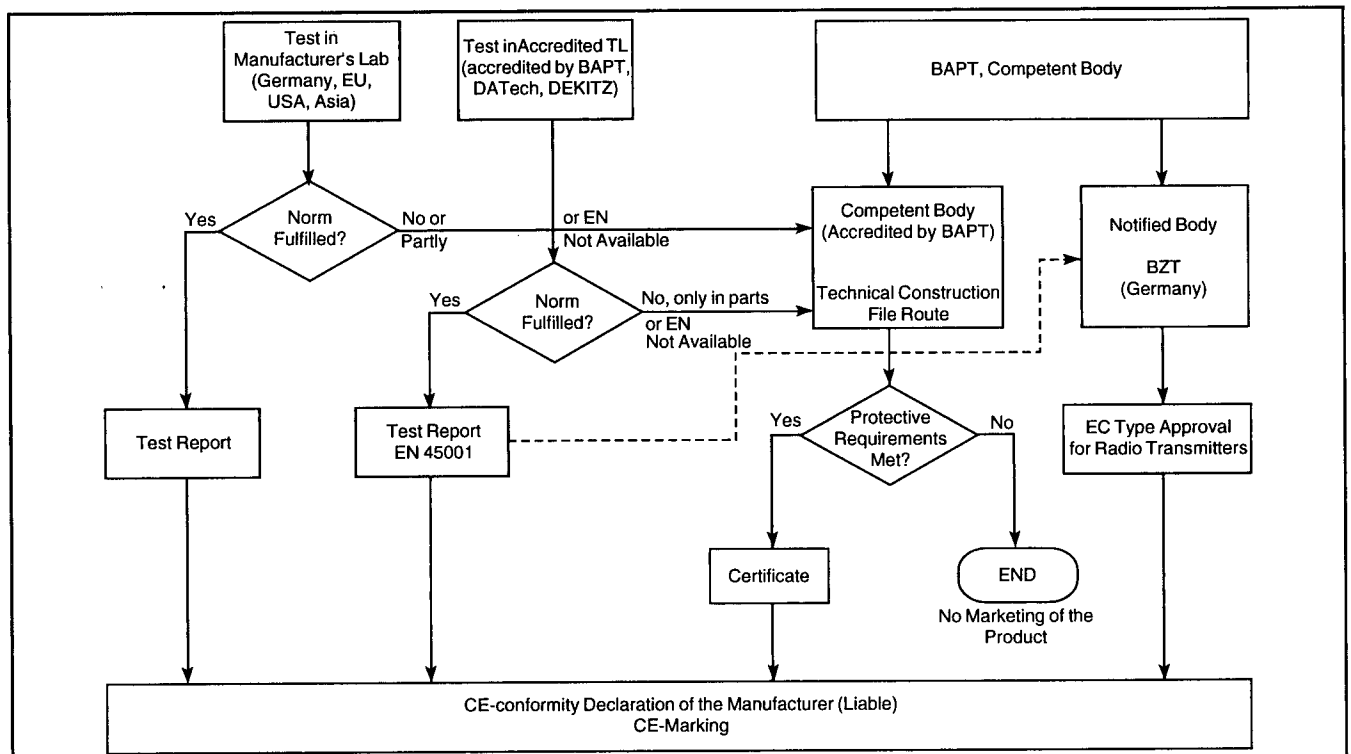 Test in
Manufacturer's Lab
(Germany, EU,
USA, Asia)
Test inAccredited TL
(accredited by BAPT,
DATech, DEKITZ)
BAPT, Competent Body
Yes
Norm
Fulfilled?
No or
Partly
or EN
Not Available
Competent Body
(Accredited by BAPT)
Technical Construction
File Route
Notified Body
BZT
(Germany)
Yes
Norm
Fulfilled?
No, only in parts
or EN
Not Available
Test Report
Test Report
EN 45001
Yes
Protective
Requirements
Met?
No
EC Type Approval
for Radio Transmitters
Certificate
END
No Marketing of the
Product
CE-conformity Declaration of the Manufacturer (Liable)
CE-Marking